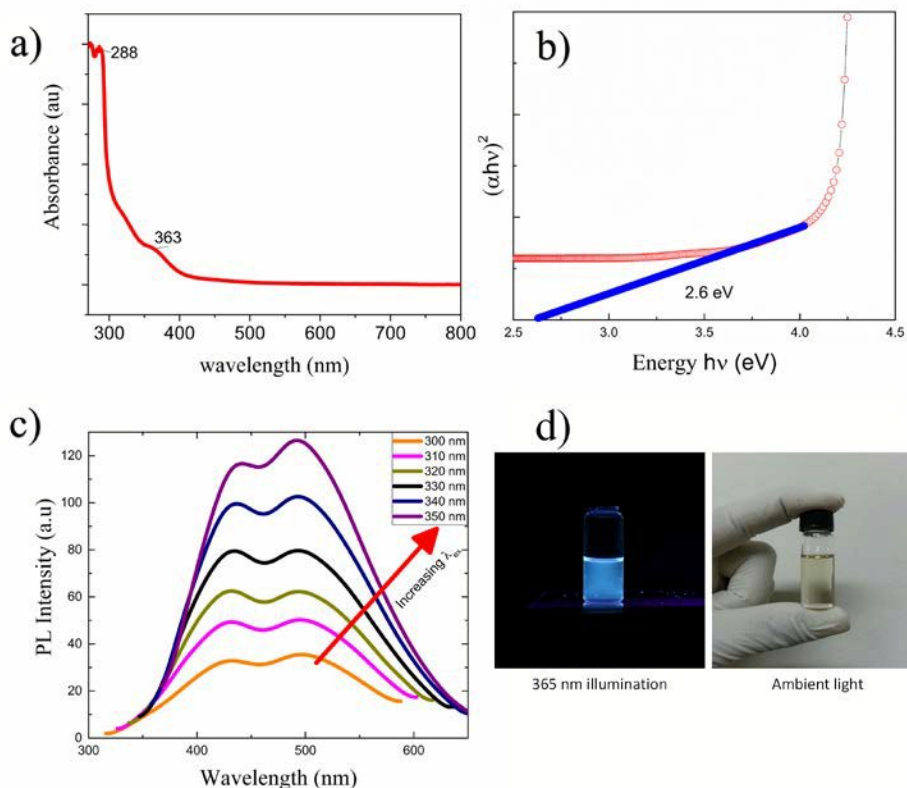 a)
288
363
Absorbance (au)
300 400 500 600 700 800
wavelength (nm)
b)
(αhν)²
2.6 eV
2.5 3.0 3.5 4.0 4.5
Energy hν (eV)
c)
120
100
80
60
40
20
0
PL Intensity (a.u)
300 nm
310 nm
320 nm
330 nm
340 nm
350 nm
Increasing λ-ex
300 400 500 600
Wavelength (nm)
d)
365 nm illumination
Ambient light